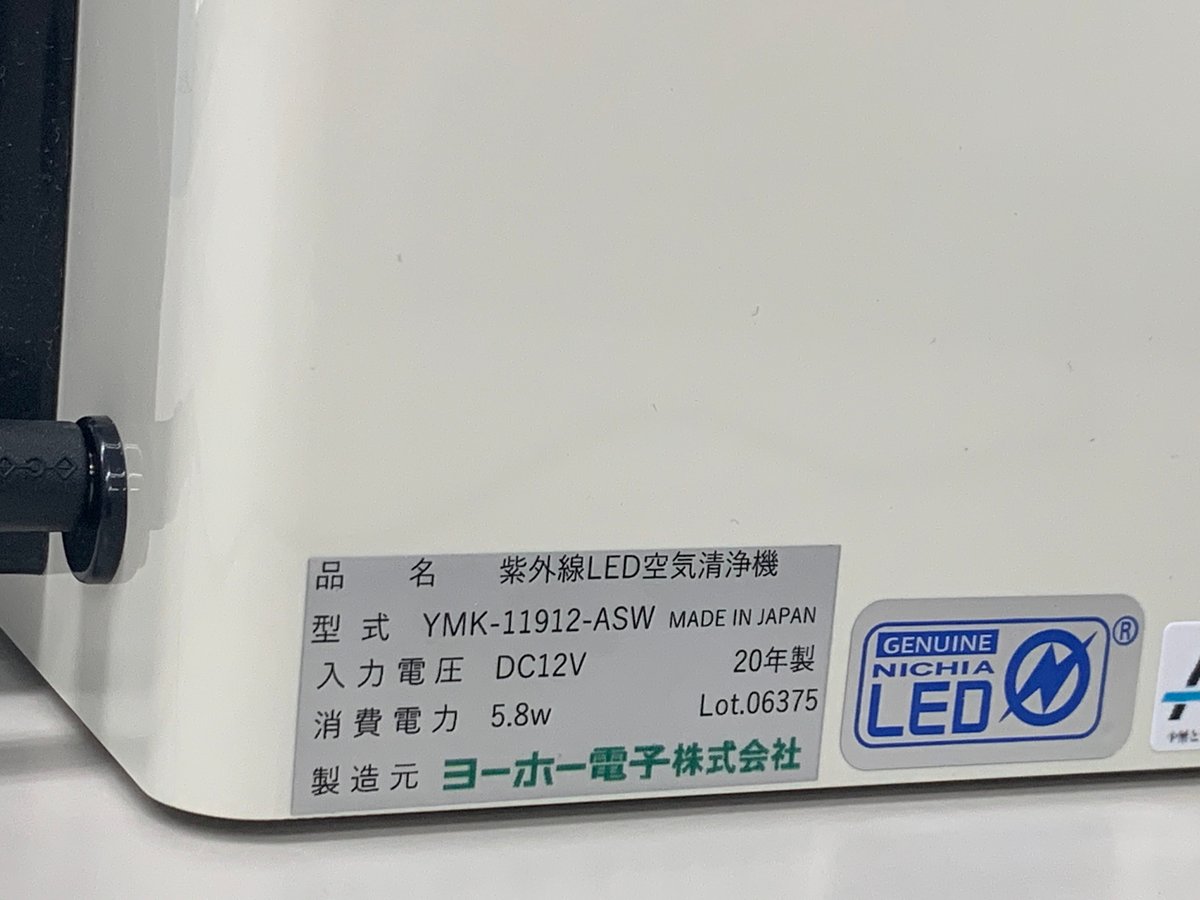 品 名 紫外線LED空気清浄機
型式 YMK-11912-ASW MADE IN JAPAN
入力電圧 DC12V 20年製
消費電力 5.8w Lot.06375
製造元 ヨーホー電子株式会社
GENUINE
NICHIA
LED
®